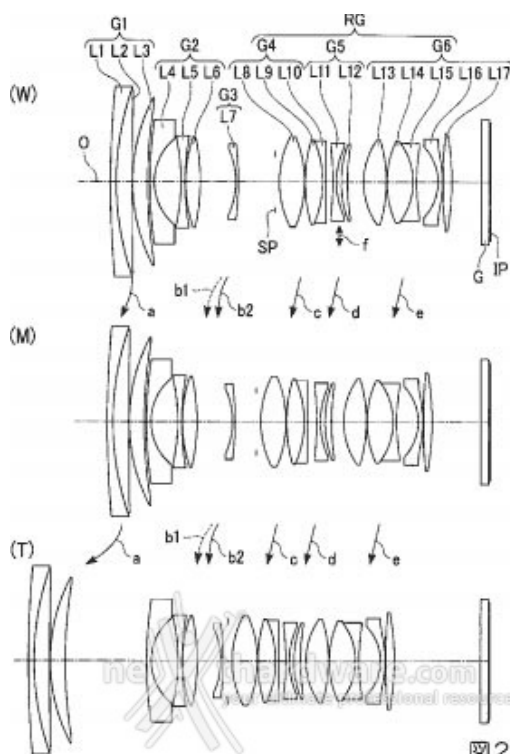 RG
G1 G2 G4 G5 G6
L1 L2 L3 L4 L5 L6 G3 L7 L8 L9 L10 L11 L12 L13 L14 L15 L16 L17
(W)
O
SP f G IP
b1 b2 a c d e
(M)
a b1 b2 c d e
(T)
图2